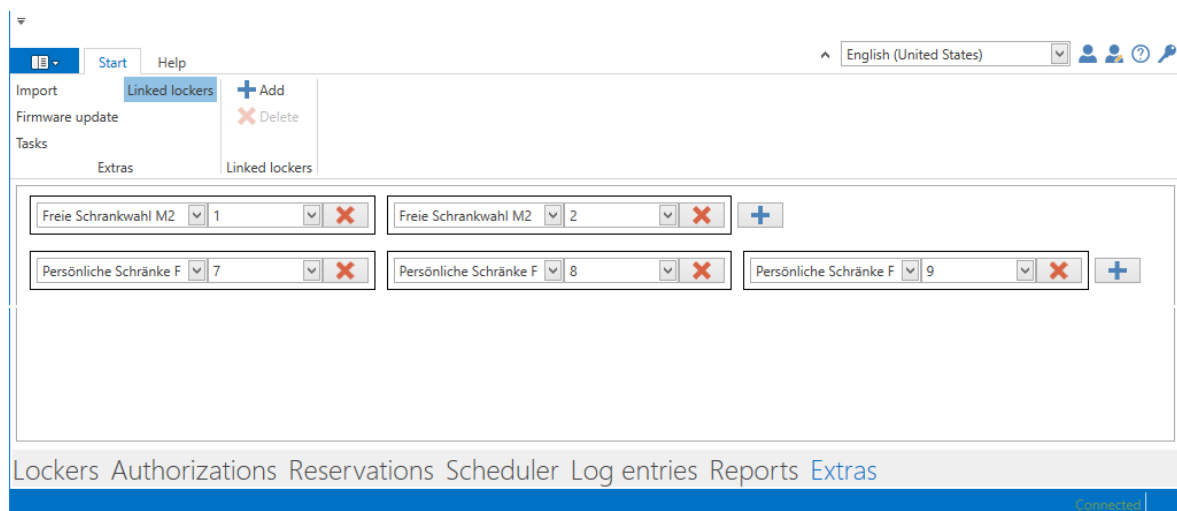 English (United States)
Start Help
Import Linked lockers Add
Firmware update Delete
Tasks
Extras Linked lockers
Freie Schrankwahl M2 1 Freie Schrankwahl M2 2
Persönliche Schränke F 7 Persönliche Schränke F 8 Persönliche Schränke F 9
Lockers Authorizations Reservations Scheduler Log entries Reports Extras
Connected